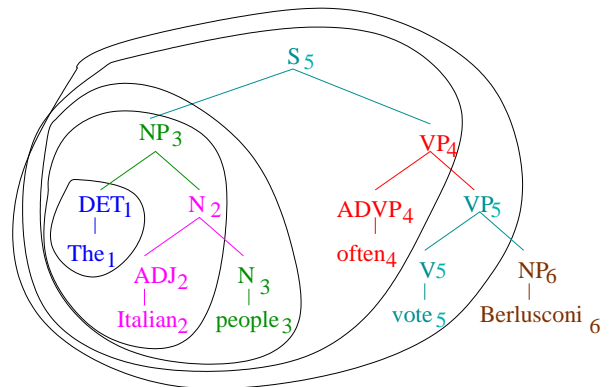 S5
NP3 VP4
DET1 N2 ADVP4 VP5
The1 often4
ADJ2 N3 V5 NP6
Italian2 people3 vote5 Berlusconi6